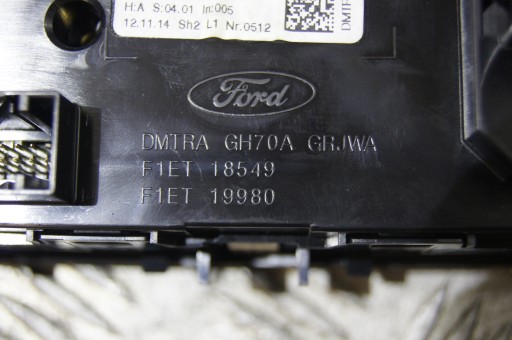 H:A S:04.01 In:005
12.11.14 Sh2 L1 Nr.0512
DMTR
Ford
DMTRA GH70A GRJWA
F1ET 18549
F1ET 19980